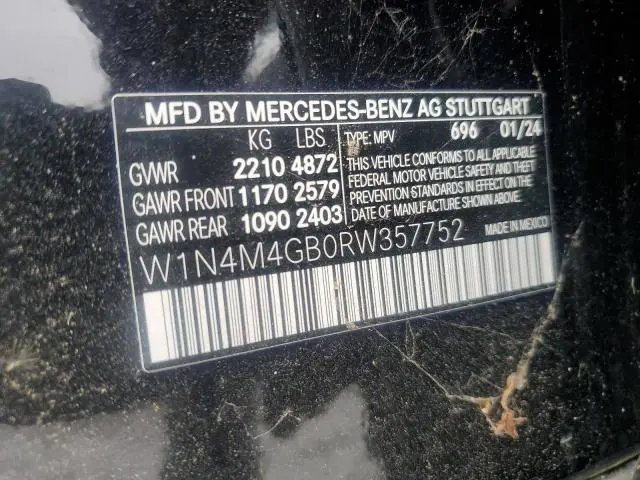 MFD BY MERCEDES-BENZ AG STUTTGART
KG LBS
GVWR 2210 4872
GAWR FRONT 1170 2579
GAWR REAR 1090 2403
TYPE: MPV 696 01/24
THIS VEHICLE CONFORMS TO ALL APPLICABLE
FEDERAL MOTOR VEHICLE SAFETY AND THEFT
PREVENTION STANDARDS IN EFFECT ON THE
DATE OF MANUFACTURE SHOWN ABOVE.
W1N4M4GB0RW357752
MADE IN MEXICO